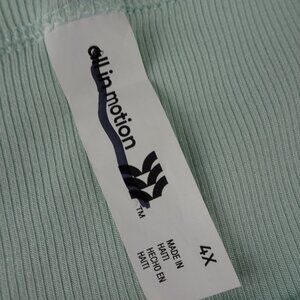 all in motion
TM
4X
MADE IN
HAITI
HECHO EN
HAITI